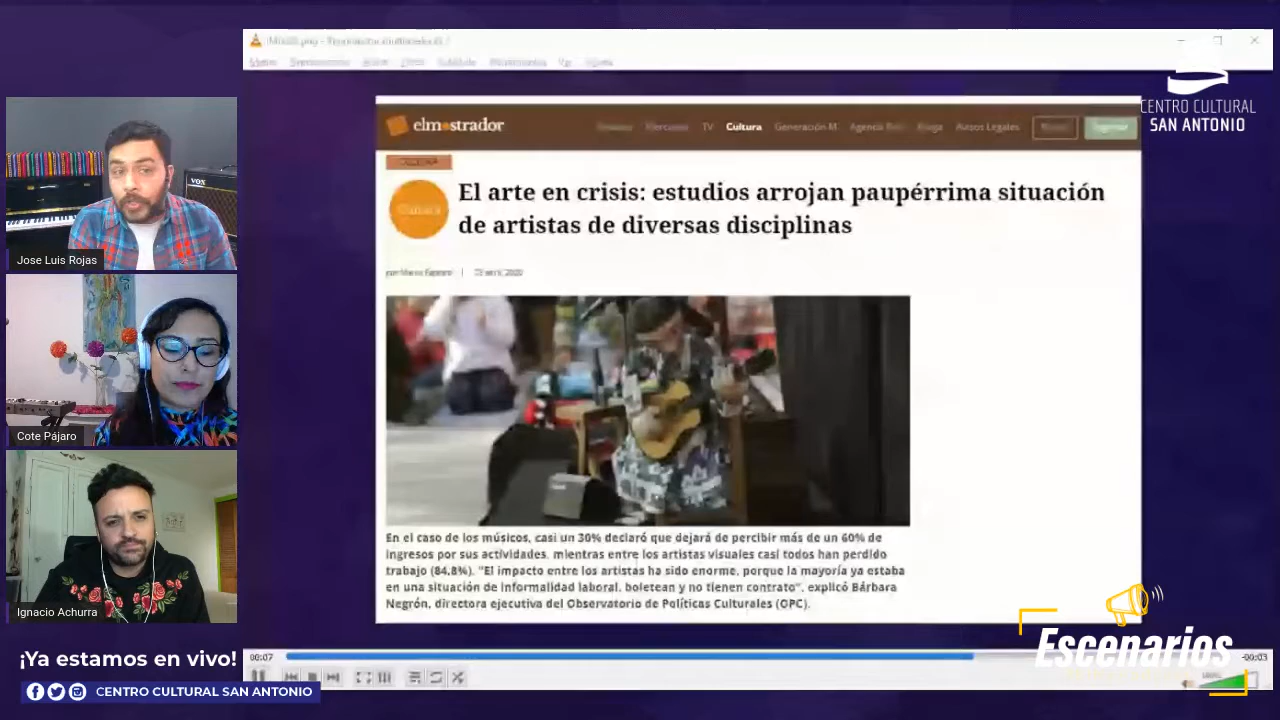 CENTRO CULTURAL
SAN ANTONIO
elmostrador
Mercados TV Cultura Generación M Agenda Avisos Legales
El arte en crisis: estudios arrojan paupérrima situación
de artistas de diversas disciplinas
En el caso de los músicos, casi un 30% declaró que dejará de percibir más de un 60% de
ingresos por sus actividades, mientras entre los artistas visuales casi todos han perdido
trabajo (84,8%). "El impacto entre los artistas ha sido enorme, porque la mayoría ya estaba
en una situación de informalidad laboral, boletean y no tienen contrato", explicó Bárbara
Negrón, directora ejecutiva del Observatorio de Políticas Culturales (OPC).
VOX
Jose Luis Rojas
Cote Pájaro
Ignacio Achurra
Escenarios
00:07
-00:03
¡Ya estamos en vivo!
CENTRO CULTURAL SAN ANTONIO